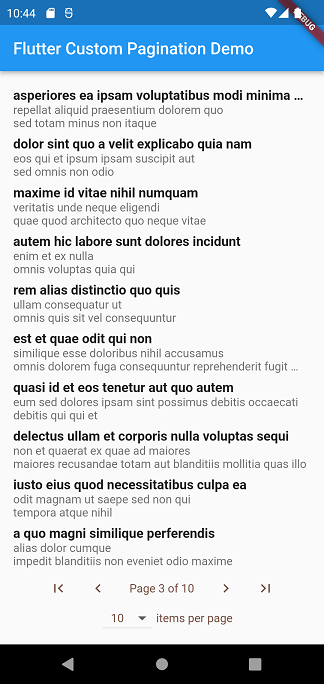 10:44
BUG
Flutter Custom Pagination Demo
asperiores ea ipsam voluptatibus modi minima ...
repellat aliquid praesentium dolorem quo
sed totam minus non itaque
dolor sint quo a velit explicabo quia nam
eos qui et ipsum ipsam suscipit aut
sed omnis non odio
maxime id vitae nihil numquam
veritatis unde neque eligendi
quae quod architecto quo neque vitae
autem hic labore sunt dolores incidunt
enim et ex nulla
omnis voluptas quia qui
rem alias distinctio quo quis
ullam consequatur ut
omnis quis sit vel consequuntur
est et quae odit qui non
similique esse doloribus nihil accusamus
omnis dolorem fuga consequuntur reprehenderit fugit ...
quasi id et eos tenetur aut quo autem
eum sed dolores ipsam sint possimus debitis occaecati
debitis qui qui et
delectus ullam et corporis nulla voluptas sequi
non et quaerat ex quae ad maiores
maiores recusandae totam aut blanditiis mollitia quas illo
iusto eius quod necessitatibus culpa ea
odit magnam ut saepe sed non qui
tempora atque nihil
a quo magni similique perferendis
alias dolor cumque
impedit blanditiis non eveniet odio maxime
Page 3 of 10
10 items per page